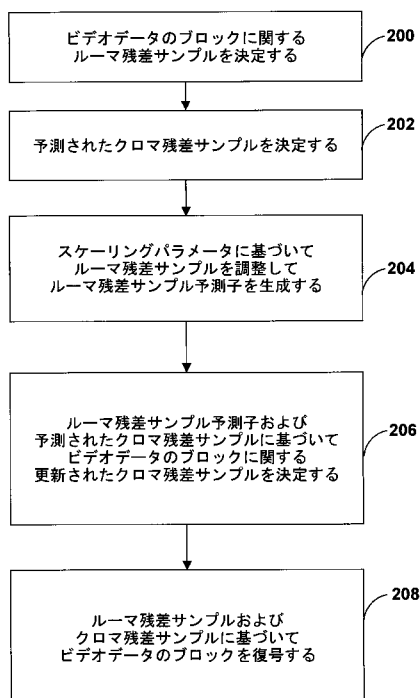 ビデオデータのブロックに関する
ルーマ残差サンプルを決定する
200
予測されたクロマ残差サンプルを決定する
202
スケーリングパラメータに基づいて
ルーマ残差サンプルを調整して
ルーマ残差サンプル予測子を生成する
204
ルーマ残差サンプル予測子および
予測されたクロマ残差サンプルに基づいて
ビデオデータのブロックに関する
更新されたクロマ残差サンプルを決定する
206
ルーマ残差サンプルおよび
クロマ残差サンプルに基づいて
ビデオデータのブロックを復号する
208